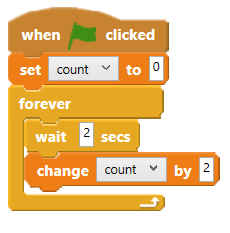 when clicked
set count to 0
forever
wait 2 secs
change count by 2